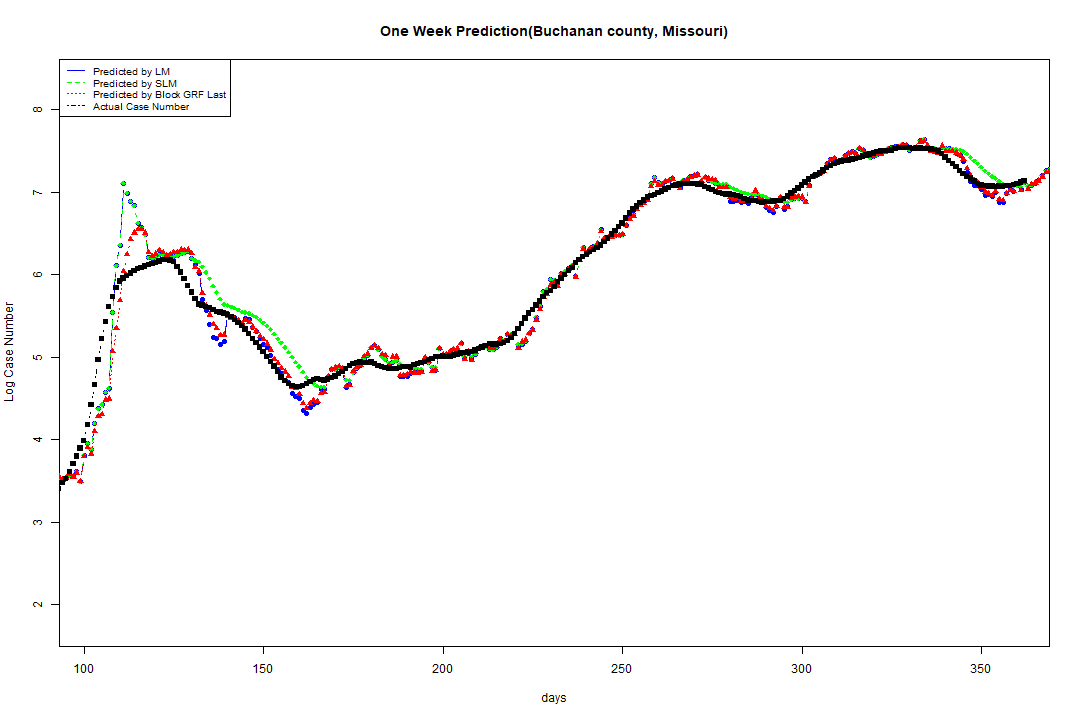 One Week Prediction(Buchanan county, Missouri)
Predicted by LM
Predicted by SLM
Predicted by Block GRF Last
Actual Case Number
8
7
6
5
4
3
2
Log Case Number
100 150 200 250 300 350
days